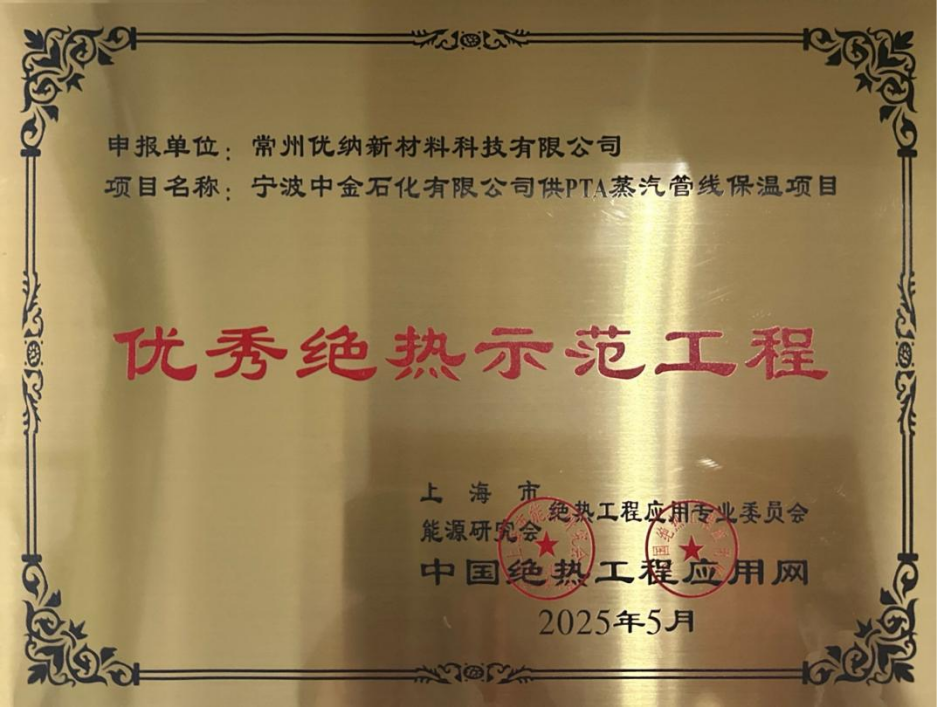 申报单位：常州优纳新材料科技有限公司
项目名称：宁波中金石化有限公司供PTA蒸汽管线保温项目
优秀绝热示范工程
上海市
能源研究会 绝热工程应用专业委员会
中国绝热工程应用网
2025年5月